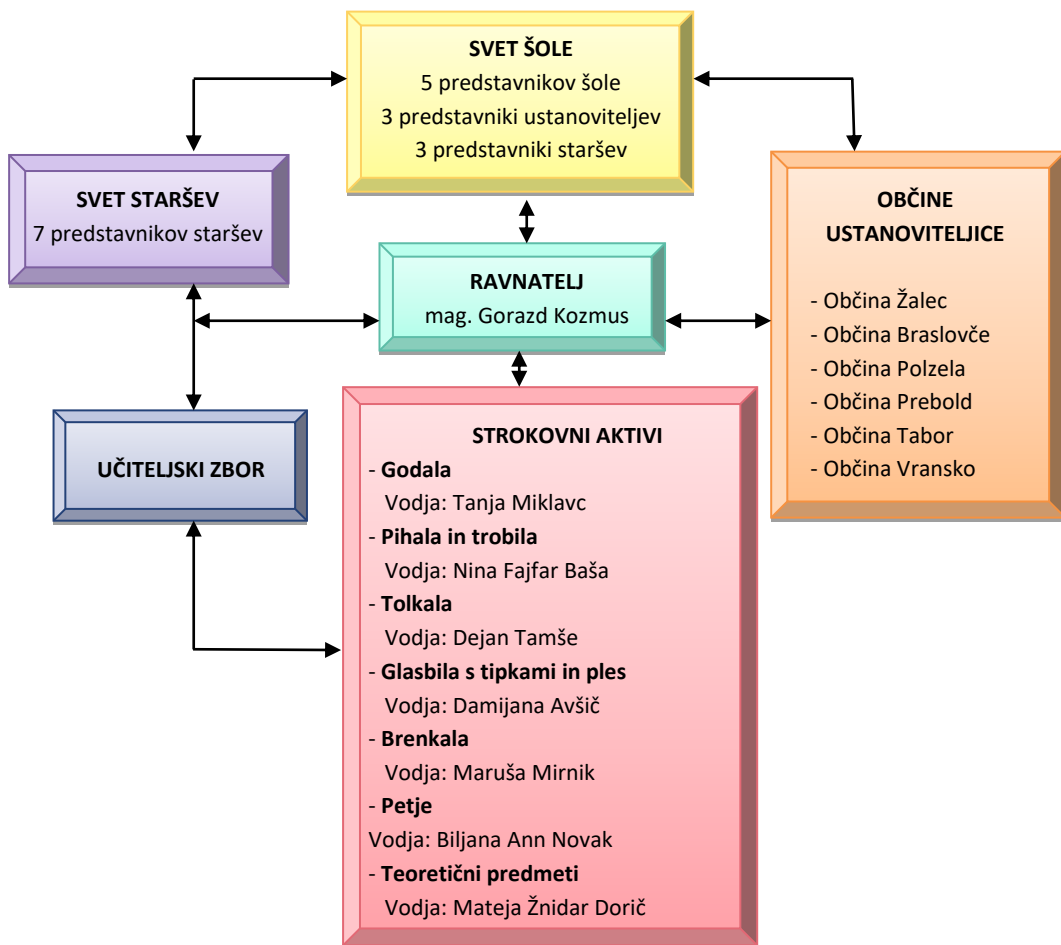 SVET ŠOLE
5 predstavnikov šole
3 predstavniki ustanoviteljev
3 predstavniki staršev
SVET STARŠEV
7 predstavnikov staršev
OBČINE
USTANOVITELJICE
- Občina Žalec
- Občina Braslovče
- Občina Polzela
- Občina Prebold
- Občina Tabor
- Občina Vransko
RAVNATELJ
mag. Gorazd Kozmus
UČITELJSKI ZBOR
STROKOVNI AKTIVI
- Godala
Vodja: Tanja Miklavc
- Pihala in trobila
Vodja: Nina Fajfar Baša
- Tolkala
Vodja: Dejan Tamše
- Glasbila s tipkami in ples
Vodja: Damijana Avšič
- Brenkala
Vodja: Maruša Mirnik
- Petje
Vodja: Biljana Ann Novak
- Teoretični predmeti
Vodja: Mateja Žnidar Dorič